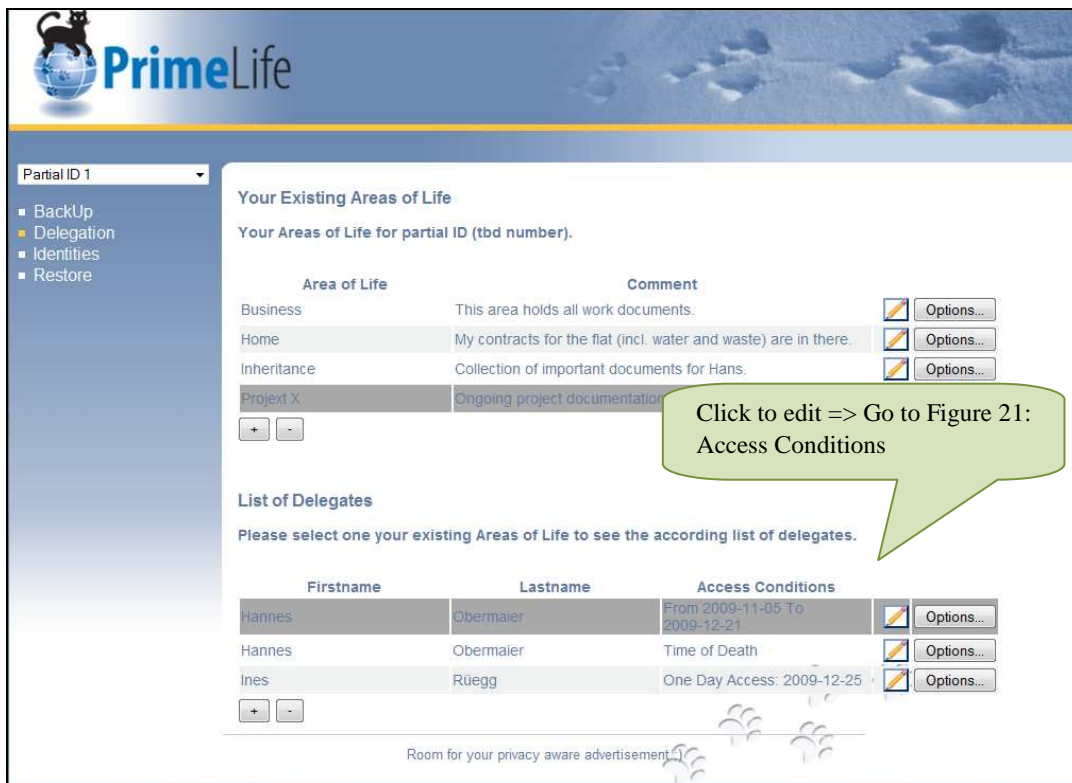 PrimeLife
Partial ID 1
BackUp
Delegation
Identities
Restore
Your Existing Areas of Life
Your Areas of Life for partial ID (tbd number).
Area of Life Comment
Business This area holds all work documents. Options...
Home My contracts for the flat (incl. water and waste) are in there. Options...
Inheritance Collection of important documents for Hans. Options...
Projext X Ongoing project documentation
+ -
Click to edit => Go to Figure 21:
Access Conditions
List of Delegates
Please select one your existing Areas of Life to see the according list of delegates.
Firstname Lastname Access Conditions
Hannes Obermaier From 2009-11-05 To
2009-12-21 Options...
Hannes Obermaier Time of Death Options...
Ines Rüegg One Day Access: 2009-12-25 Options...
+ -
Room for your privacy aware advertisement :)